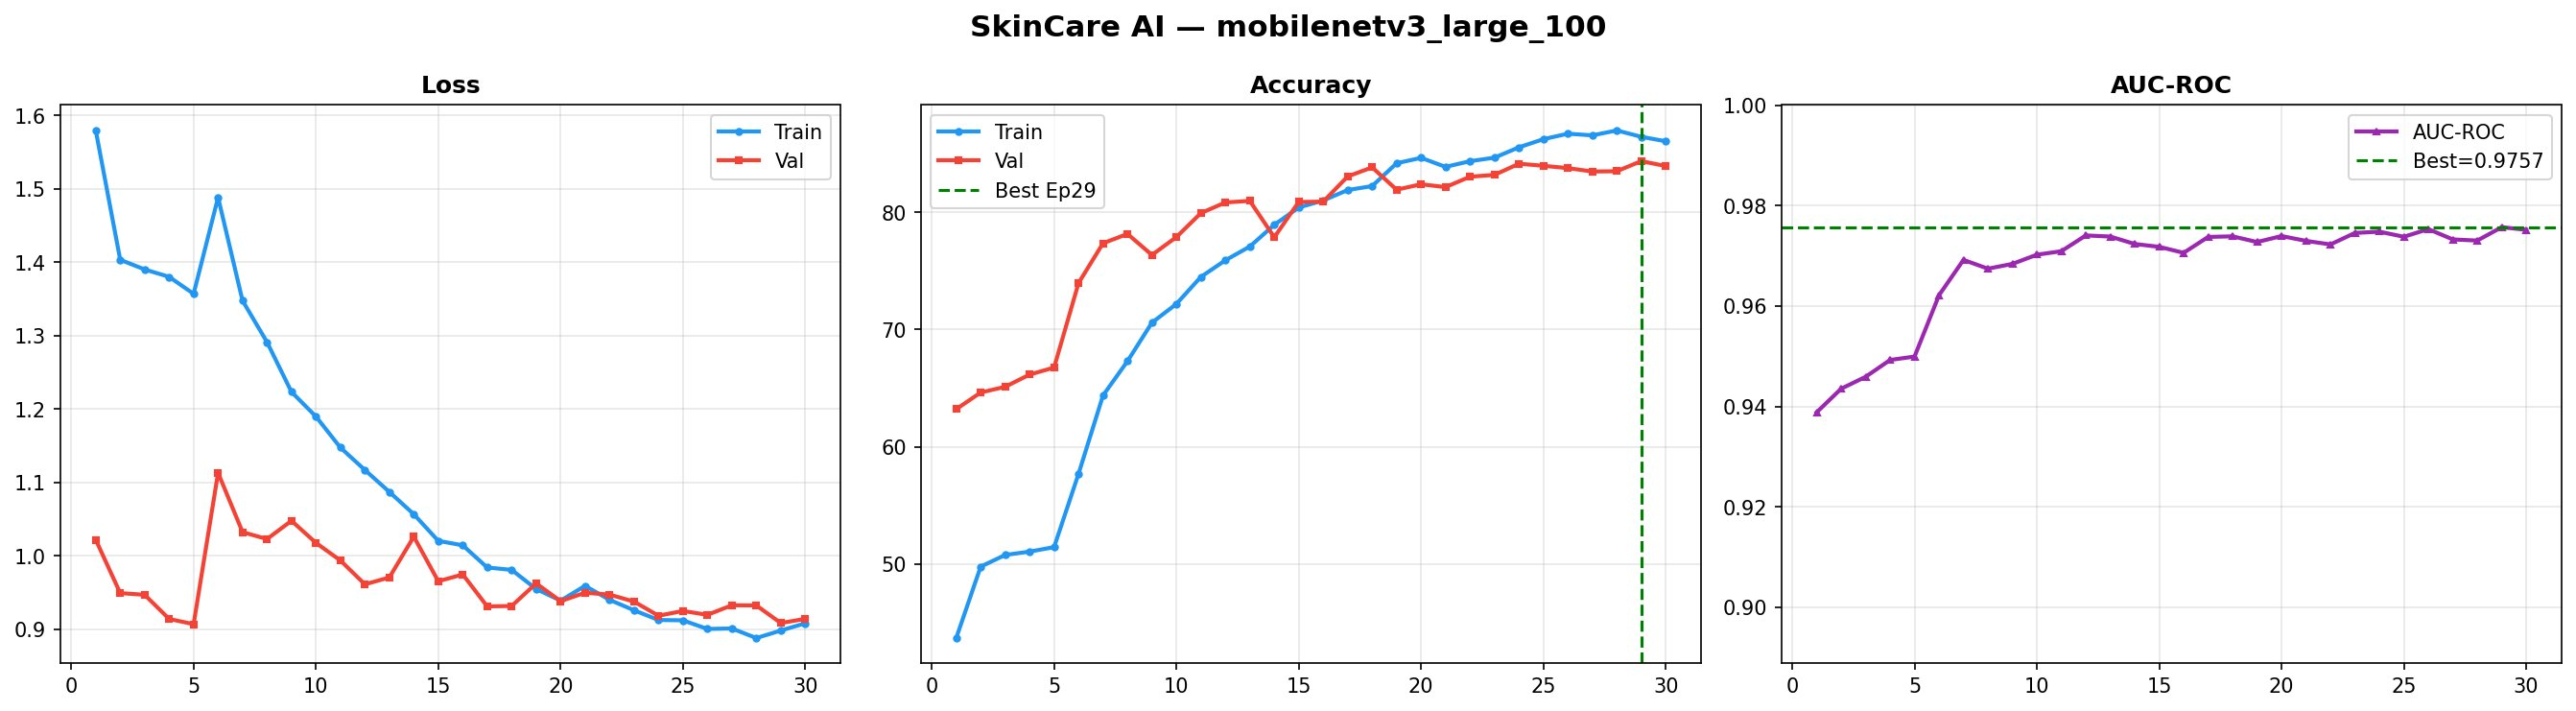 SkinCare AI — mobilenetv3_large_100
Loss
1.6
1.5
1.4
1.3
1.2
1.1
1.0
0.9
0 5 10 15 20 25 30
Train
Val
Accuracy
80
70
60
50
0 5 10 15 20 25 30
Train
Val
Best Ep29
AUC-ROC
1.00
0.98
0.96
0.94
0.92
0.90
0 5 10 15 20 25 30
AUC-ROC
Best=0.9757